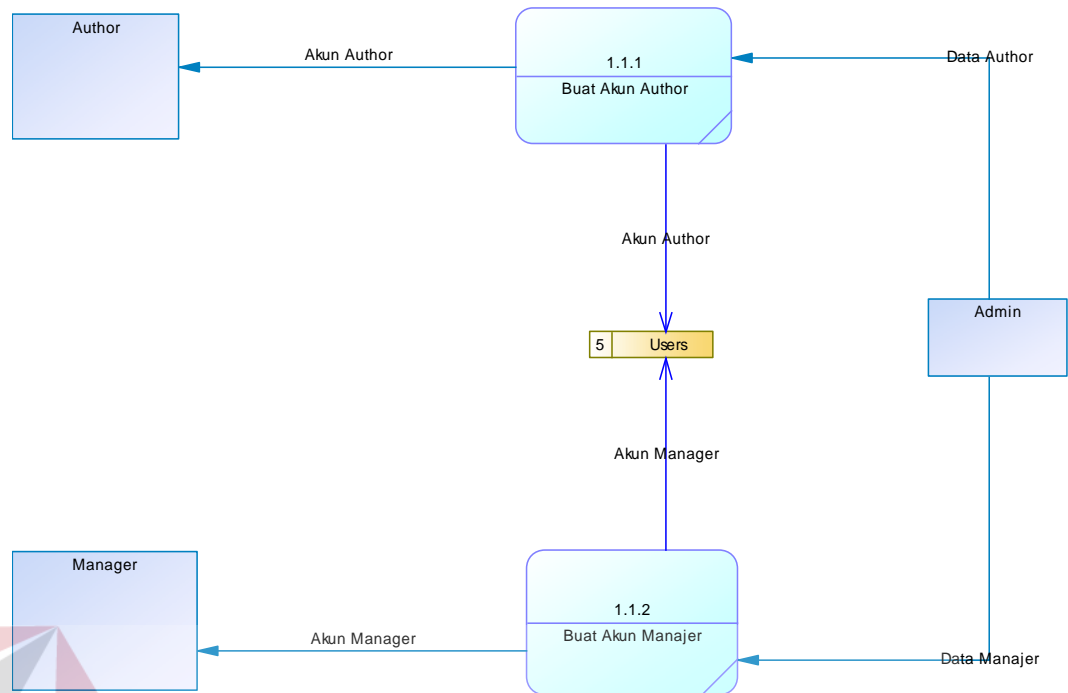 Author
Akun Author
1.1.1
Buat Akun Author
Data Author
Akun Author
5 Users
Admin
Akun Manager
Manager
Akun Manager
1.1.2
Buat Akun Manajer
Data Manajer